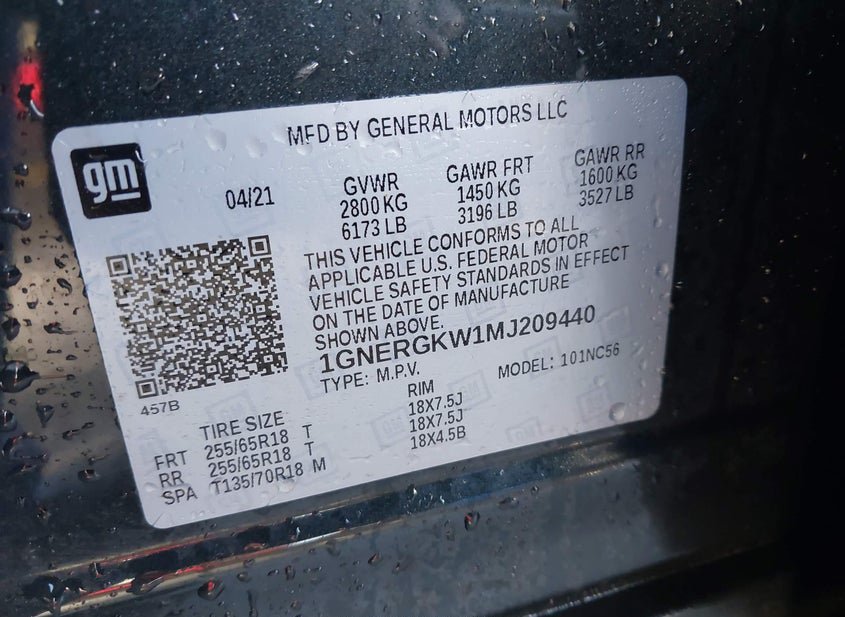 MFD BY GENERAL MOTORS LLC
gm
04/21
GVWR
2800 KG
6173 LB
GAWR FRT
1450 KG
3196 LB
GAWR RR
1600 KG
3527 LB
THIS VEHICLE CONFORMS TO ALL
APPLICABLE U.S. FEDERAL MOTOR
VEHICLE SAFETY STANDARDS IN EFFECT
ON THE DATE OF MANUFACTURE
SHOWN ABOVE.
1GNERGKW1MJ209440
TYPE: M.P.V. MODEL: 101NC56
457B
TIRE SIZE RIM
FRT 255/65R18 T 18X7.5J
RR 255/65R18 T 18X7.5J
SPA T135/70R18 M 18X4.5B